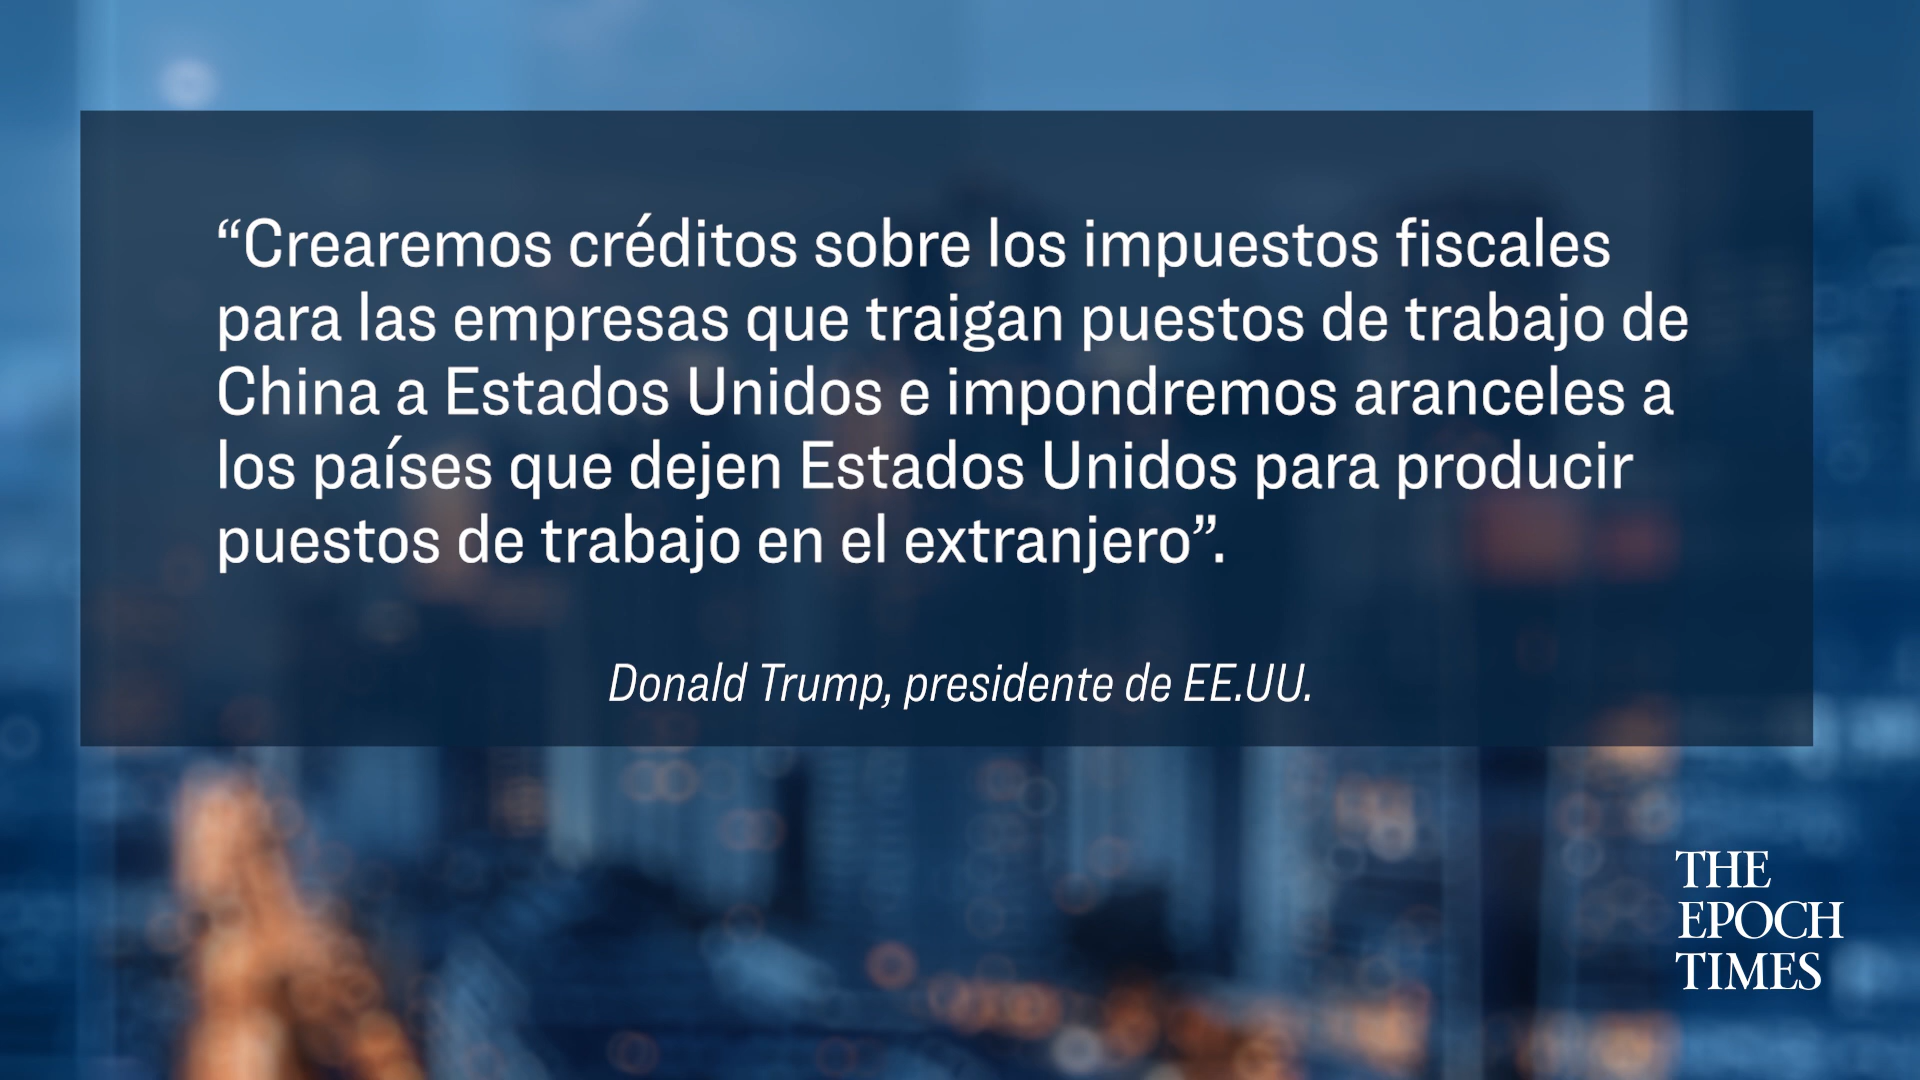 “Crearemos créditos sobre los impuestos fiscales
para las empresas que traigan puestos de trabajo de
China a Estados Unidos e impondremos aranceles a
los países que dejen Estados Unidos para producir
puestos de trabajo en el extranjero”.
Donald Trump, presidente de EE.UU.
THE
EPOCH
TIMES